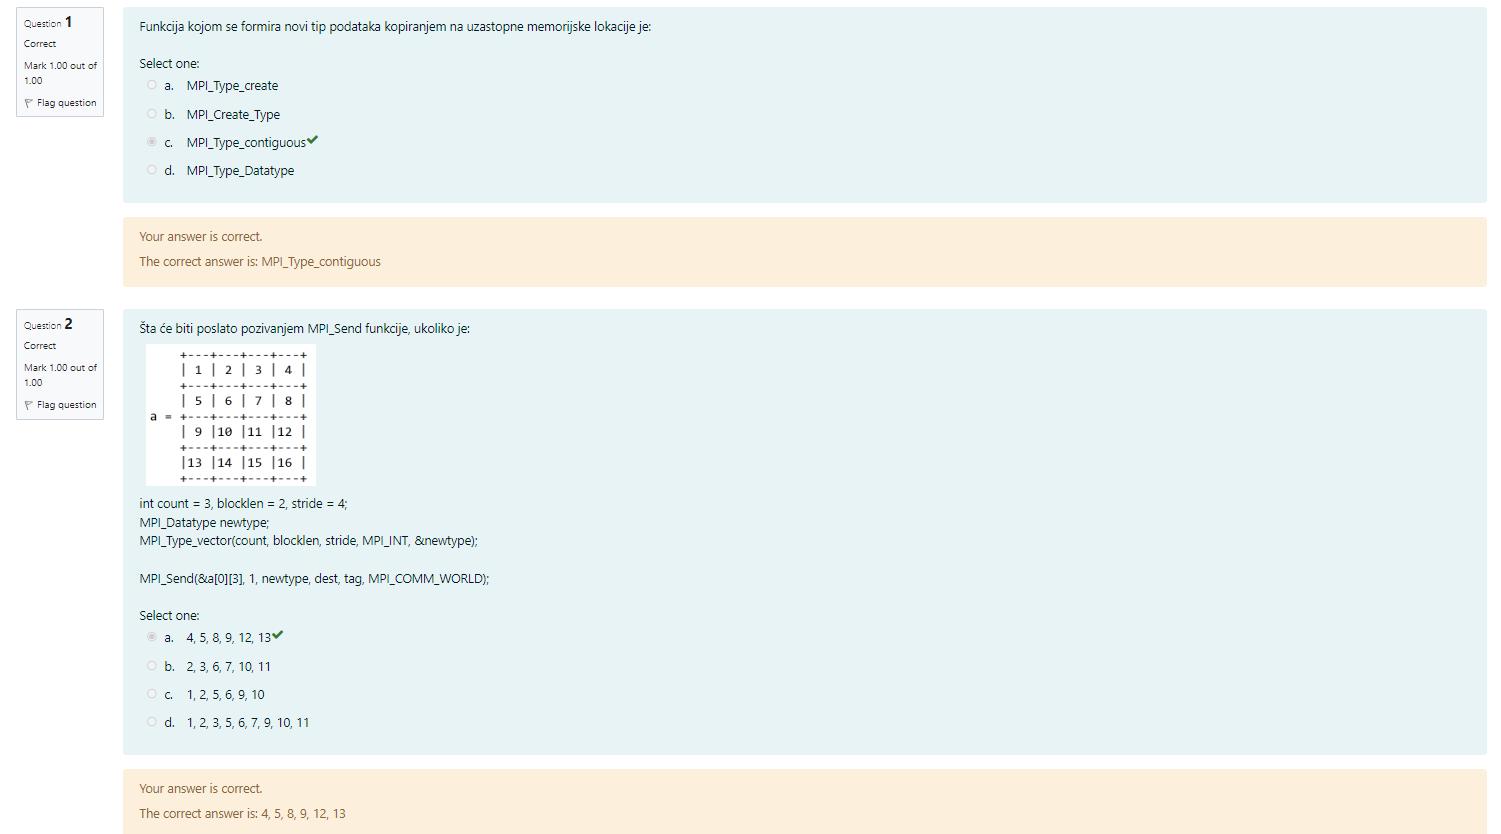 Question 1
Correct
Mark 1.00 out of
1.00
Flag question
Funkcija kojom se formira novi tip podataka kopiranjem na uzastopne memorijske lokacije je:
Select one:
a. MPI_Type_create
b. MPI_Create_Type
c. MPI_Type_contiguous
d. MPI_Type_Datatype
Your answer is correct.
The correct answer is: MPI_Type_contiguous
Question 2
Correct
Mark 1.00 out of
1.00
Flag question
Šta će biti poslato pozivanjem MPI_Send funkcije, ukoliko je:
+---+---+---+---+
| 1 | 2 | 3 | 4 |
+---+---+---+---+
| 5 | 6 | 7 | 8 |
a = +---+---+---+---+
| 9 |10 |11 |12 |
+---+---+---+---+
|13 |14 |15 |16 |
+---+---+---+---+
int count = 3, blocklen = 2, stride = 4;
MPI_Datatype newtype;
MPI_Type_vector(count, blocklen, stride, MPI_INT, &newtype);
MPI_Send(&a[0][3], 1, newtype, dest, tag, MPI_COMM_WORLD);
Select one:
a. 4, 5, 8, 9, 12, 13
b. 2, 3, 6, 7, 10, 11
c. 1, 2, 5, 6, 9, 10
d. 1, 2, 3, 5, 6, 7, 9, 10, 11
Your answer is correct.
The correct answer is: 4, 5, 8, 9, 12, 13